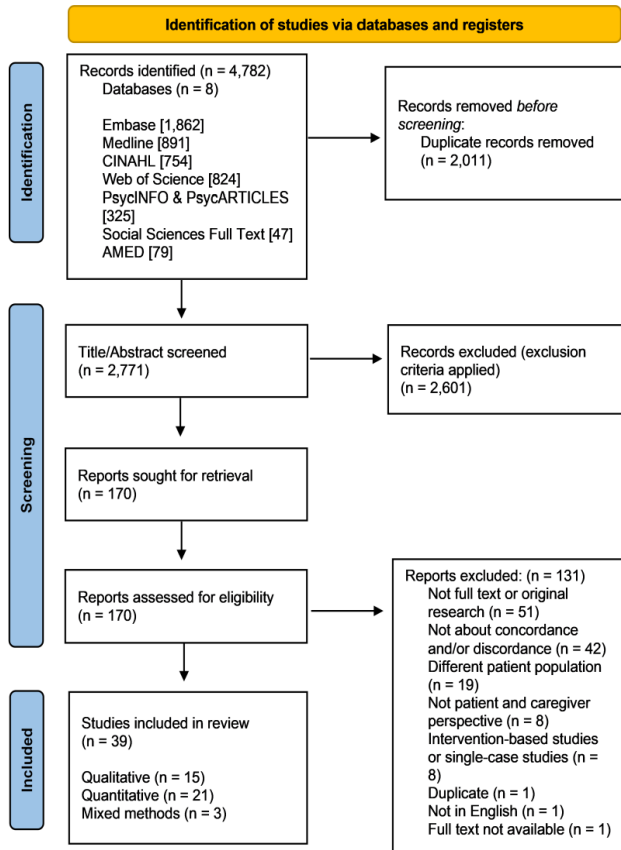 Identification of studies via databases and registers
Identification
Records identified (n = 4,782)
Databases (n = 8)
Embase [1,862]
Medline [891]
CINAHL [754]
Web of Science [824]
PsycINFO & PsycARTICLES
[325]
Social Sciences Full Text [47]
AMED [79]
Records removed before
screening:
Duplicate records removed
(n = 2,011)
Screening
Title/Abstract screened
(n = 2,771)
Records excluded (exclusion
criteria applied)
(n = 2,601)
Reports sought for retrieval
(n = 170)
Reports assessed for eligibility
(n = 170)
Reports excluded: (n = 131)
Not full text or original
research (n = 51)
Not about concordance
and/or discordance (n = 42)
Different patient population
(n = 19)
Not patient and caregiver
perspective (n = 8)
Intervention-based studies
or single-case studies (n =
8)
Duplicate (n = 1)
Not in English (n = 1)
Full text not available (n = 1)
Included
Studies included in review
(n = 39)
Qualitative (n = 15)
Quantitative (n = 21)
Mixed methods (n = 3)